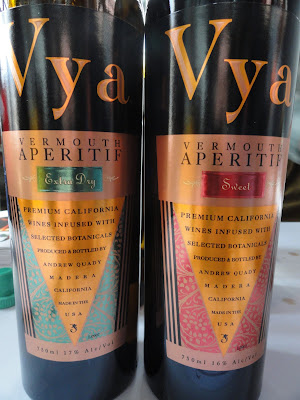 Vya
VERMOUTH
APERITIF
Extra Dry
PREMIUM CALIFORNIA
WINES INFUSED WITH
SELECTED BOTANICALS
PRODUCED & BOTTLED BY
ANDREW QUADY
MADERA
CALIFORNIA
MADE IN THE
USA
750ml 17% Alc/Vol
Vya
VERMOUTH
APERITIF
Sweet
PREMIUM CALIFORNIA
WINES INFUSED WITH
SELECTED BOTANICALS
PRODUCED & BOTTLED BY
ANDREW QUADY
MADERA
CALIFORNIA
MADE IN THE
USA
750ml 16% Alc/Vol